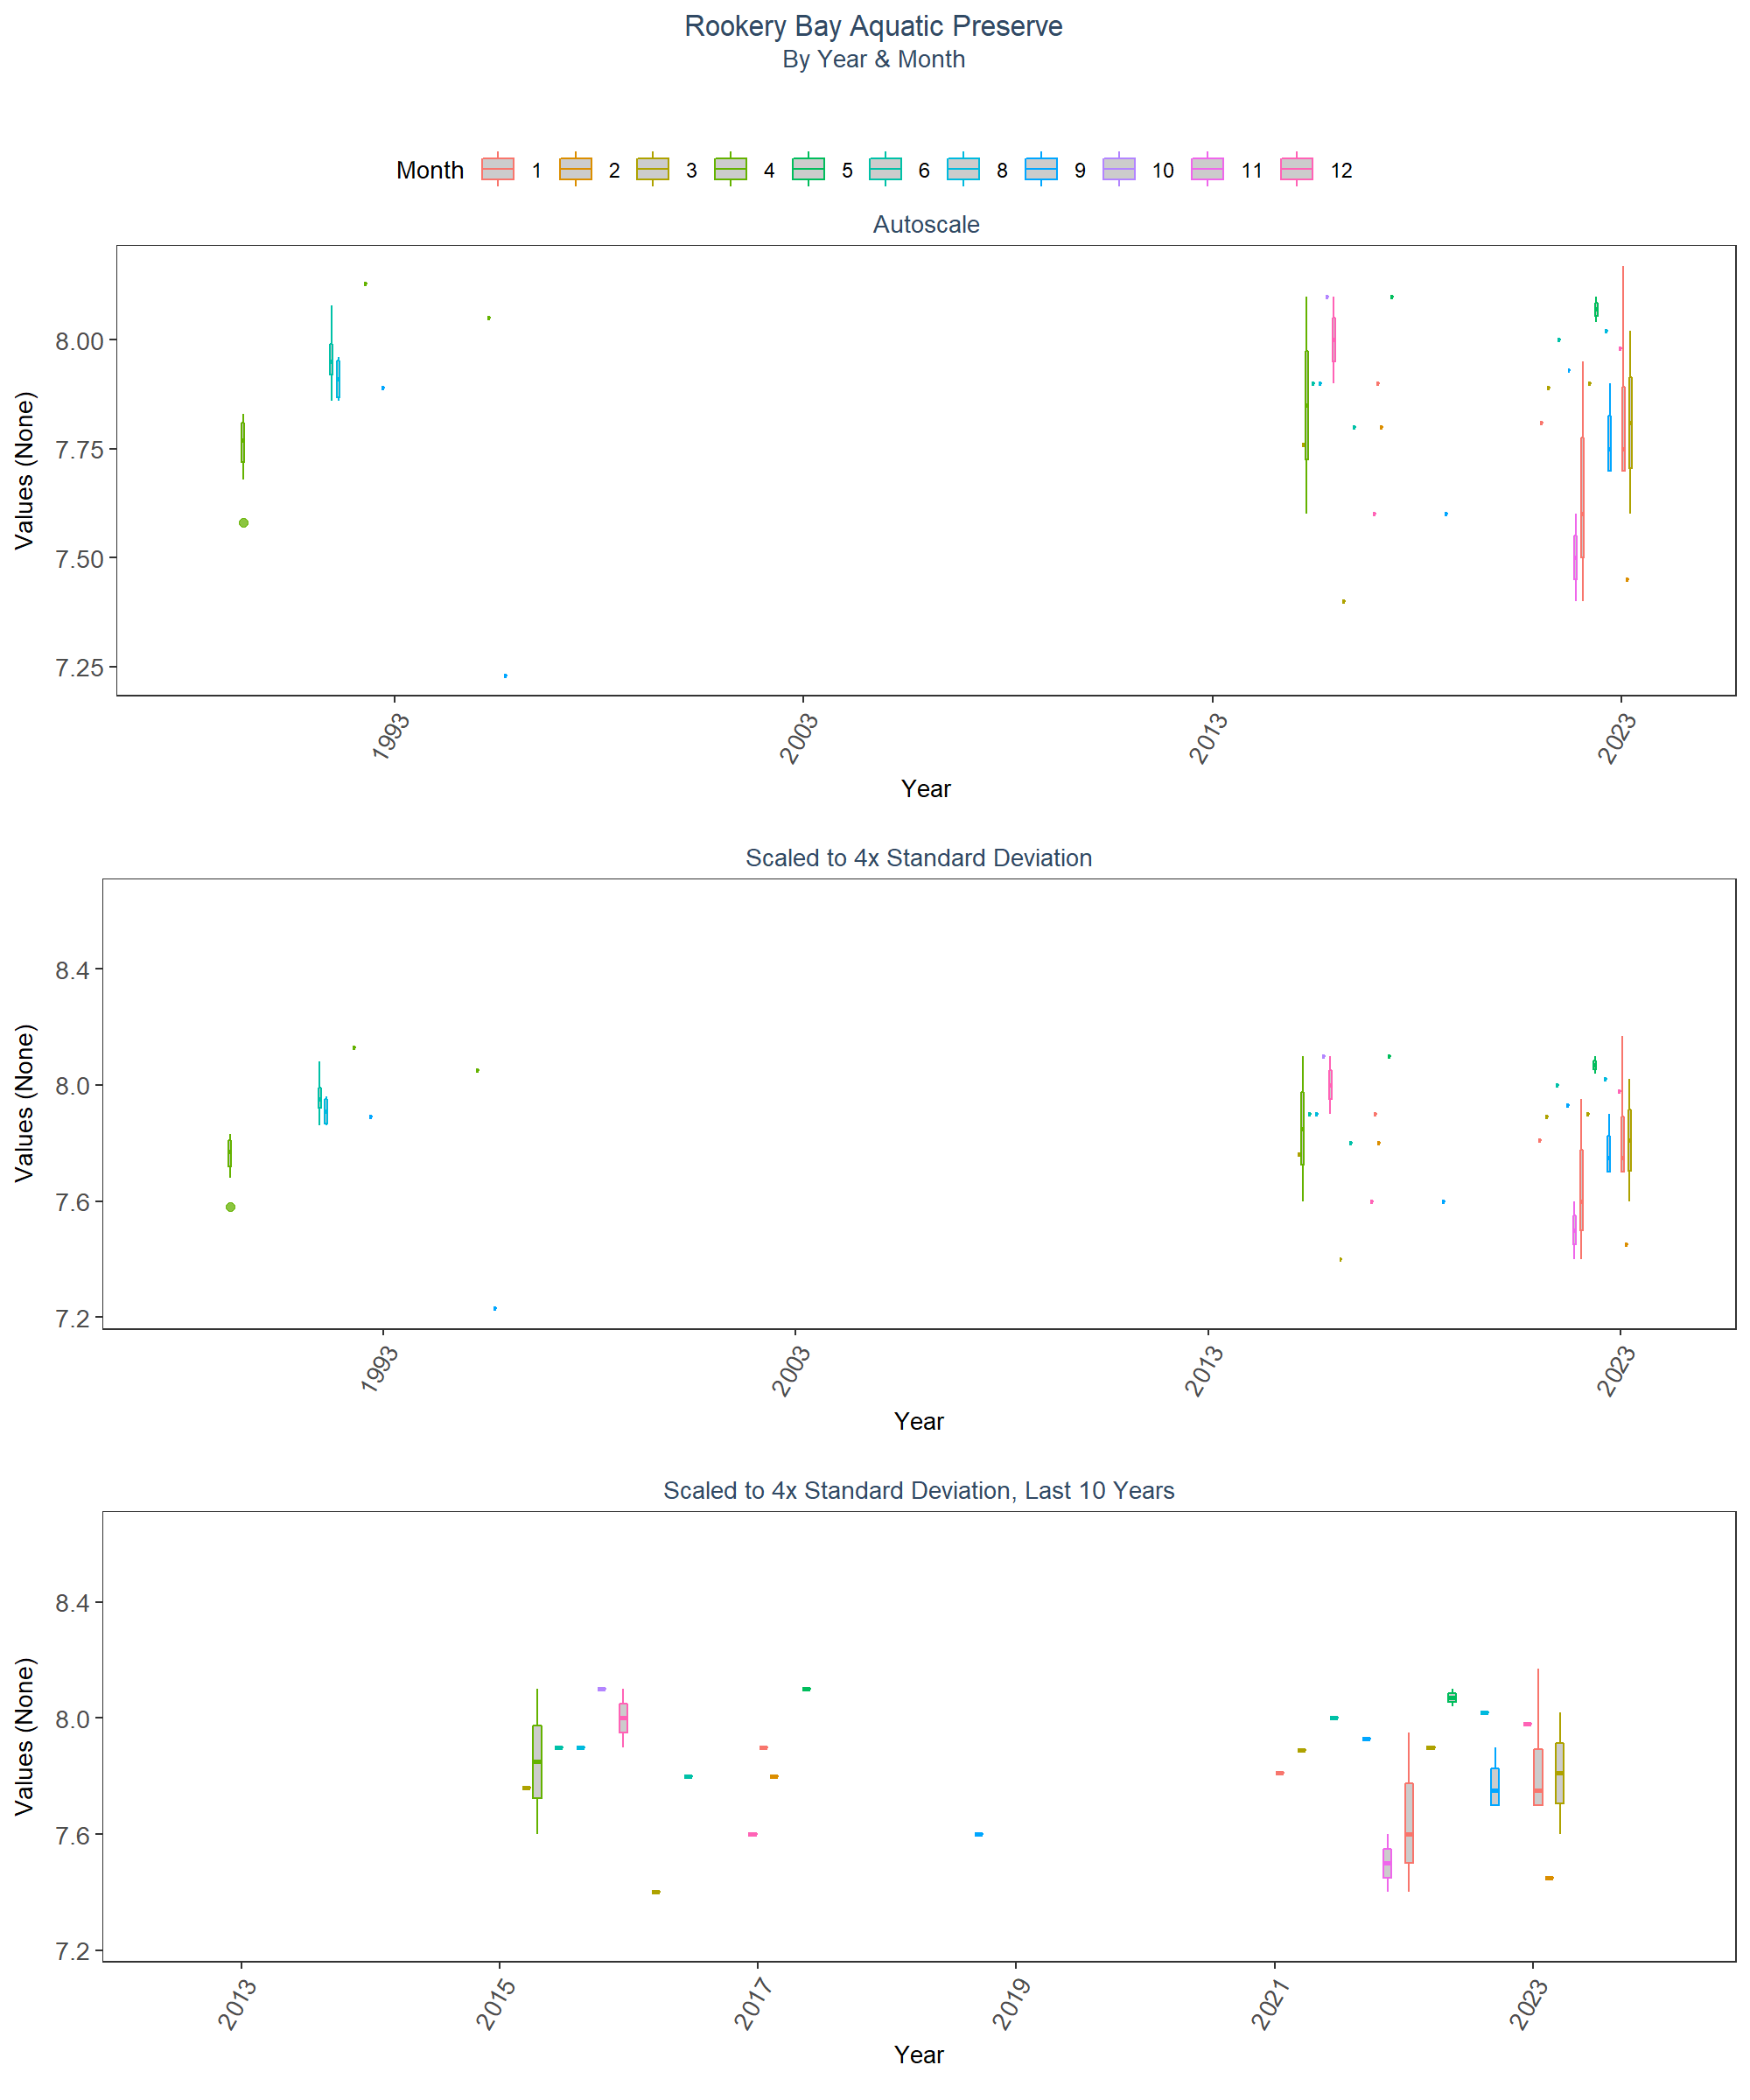 Rookery Bay Aquatic Preserve
By Year & Month
Month 1 2 3 4 5 6 8 9 10 11 12
Autoscale
Values (None)
8.00
7.75
7.50
7.25
1993 2003 2013 2023
Year
Scaled to 4x Standard Deviation
Values (None)
8.4
8.0
7.6
7.2
1993 2003 2013 2023
Year
Scaled to 4x Standard Deviation, Last 10 Years
Values (None)
8.4
8.0
7.6
7.2
2013 2015 2017 2019 2021 2023
Year